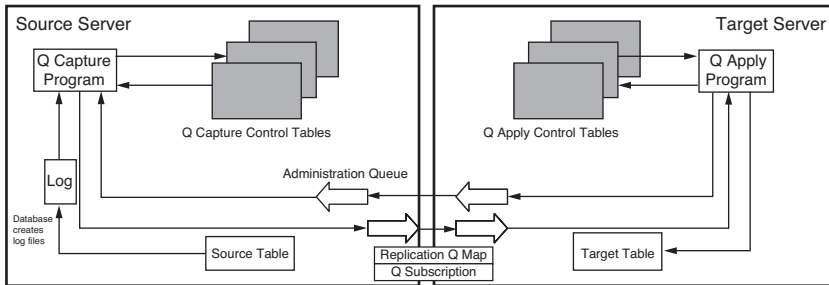 Source Server
Target Server
Q Capture
Program
Q Apply
Program
Q Capture Control Tables
Q Apply Control Tables
Administration Queue
Log
Database
creates
log files
Source Table
Replication Q Map
Q Subscription
Target Table